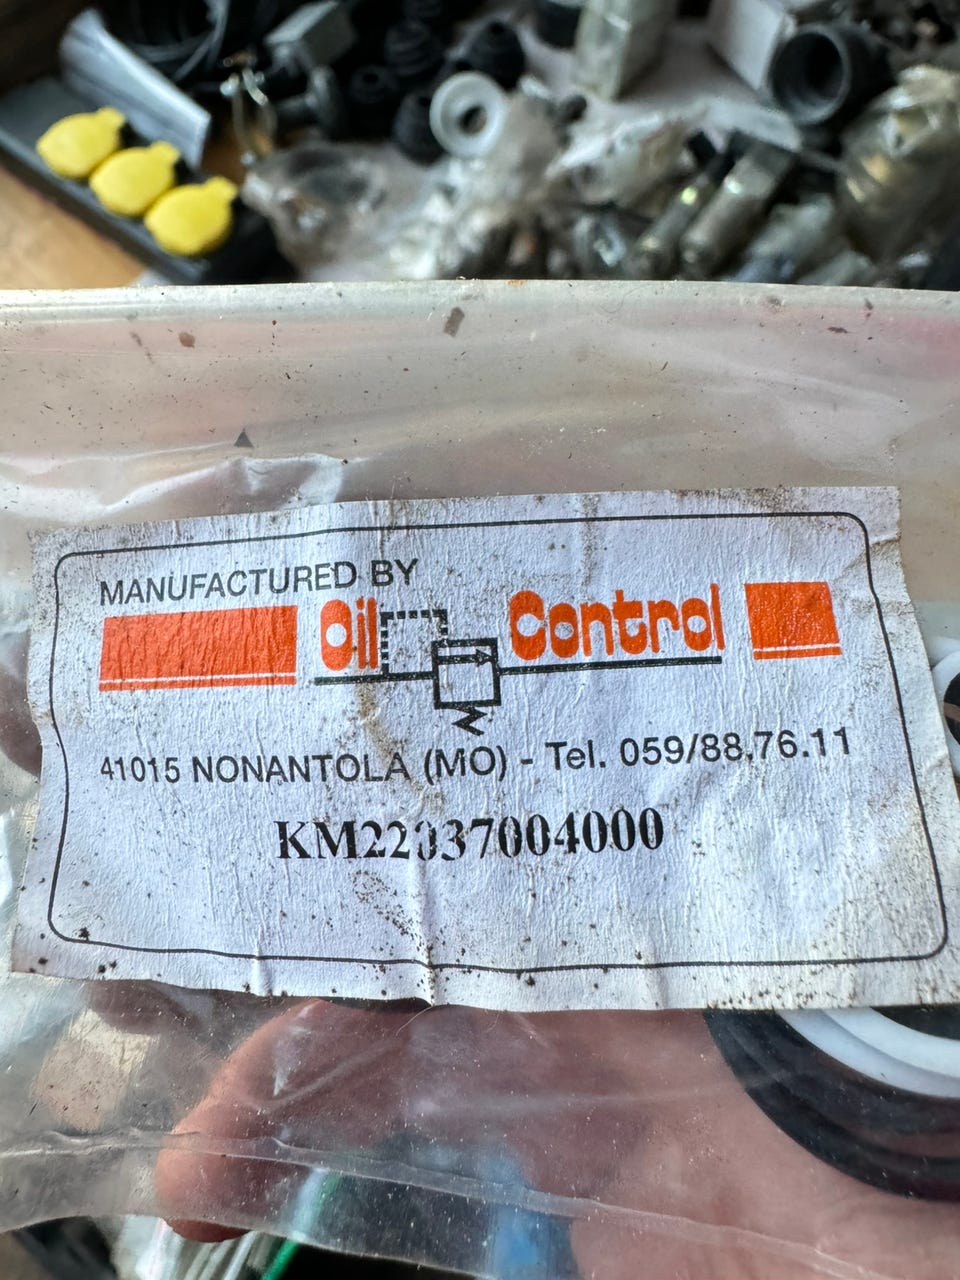 MANUFACTURED BY
Oil Control
41015 NONANTOLA (MO) - Tel. 059/88.76.11
KM22037004000